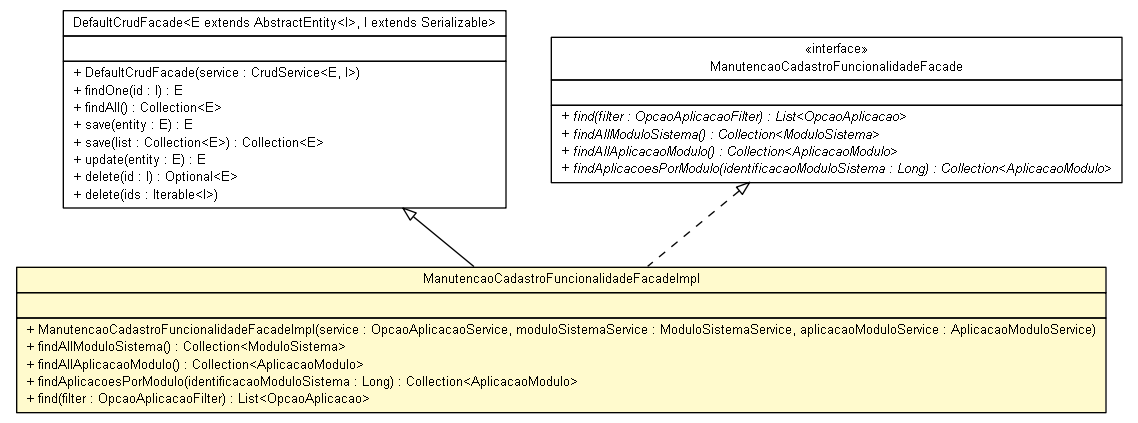 DefaultCrudFacade<E extends AbstractEntity<I>, I extends Serializable>
+ DefaultCrudFacade(service : CrudService<E, I>)
+ findOne(id : I) : E
+ findAll() : Collection<E>
+ save(entity : E) : E
+ save(list : Collection<E>) : Collection<E>
+ update(entity : E) : E
+ delete(id : I) : Optional<E>
+ delete(ids : Iterable<I>)
«interface»
ManutencaoCadastroFuncionalidadeFacade
+ find(filter : OpcaoAplicacaoFilter) : List<OpcaoAplicacao>
+ findAllModuloSistema() : Collection<ModuloSistema>
+ findAllAplicacaoModulo() : Collection<AplicacaoModulo>
+ findAplicacoesPorModulo(identificacaoModuloSistema : Long) : Collection<AplicacaoModulo>
ManutencaoCadastroFuncionalidadeFacadeImpl
+ ManutencaoCadastroFuncionalidadeFacadeImpl(service : OpcaoAplicacaoService, moduloSistemaService : ModuloSistemaService, aplicacaoModuloService : AplicacaoModuloService)
+ findAllModuloSistema() : Collection<ModuloSistema>
+ findAllAplicacaoModulo() : Collection<AplicacaoModulo>
+ findAplicacoesPorModulo(identificacaoModuloSistema : Long) : Collection<AplicacaoModulo>
+ find(filter : OpcaoAplicacaoFilter) : List<OpcaoAplicacao>